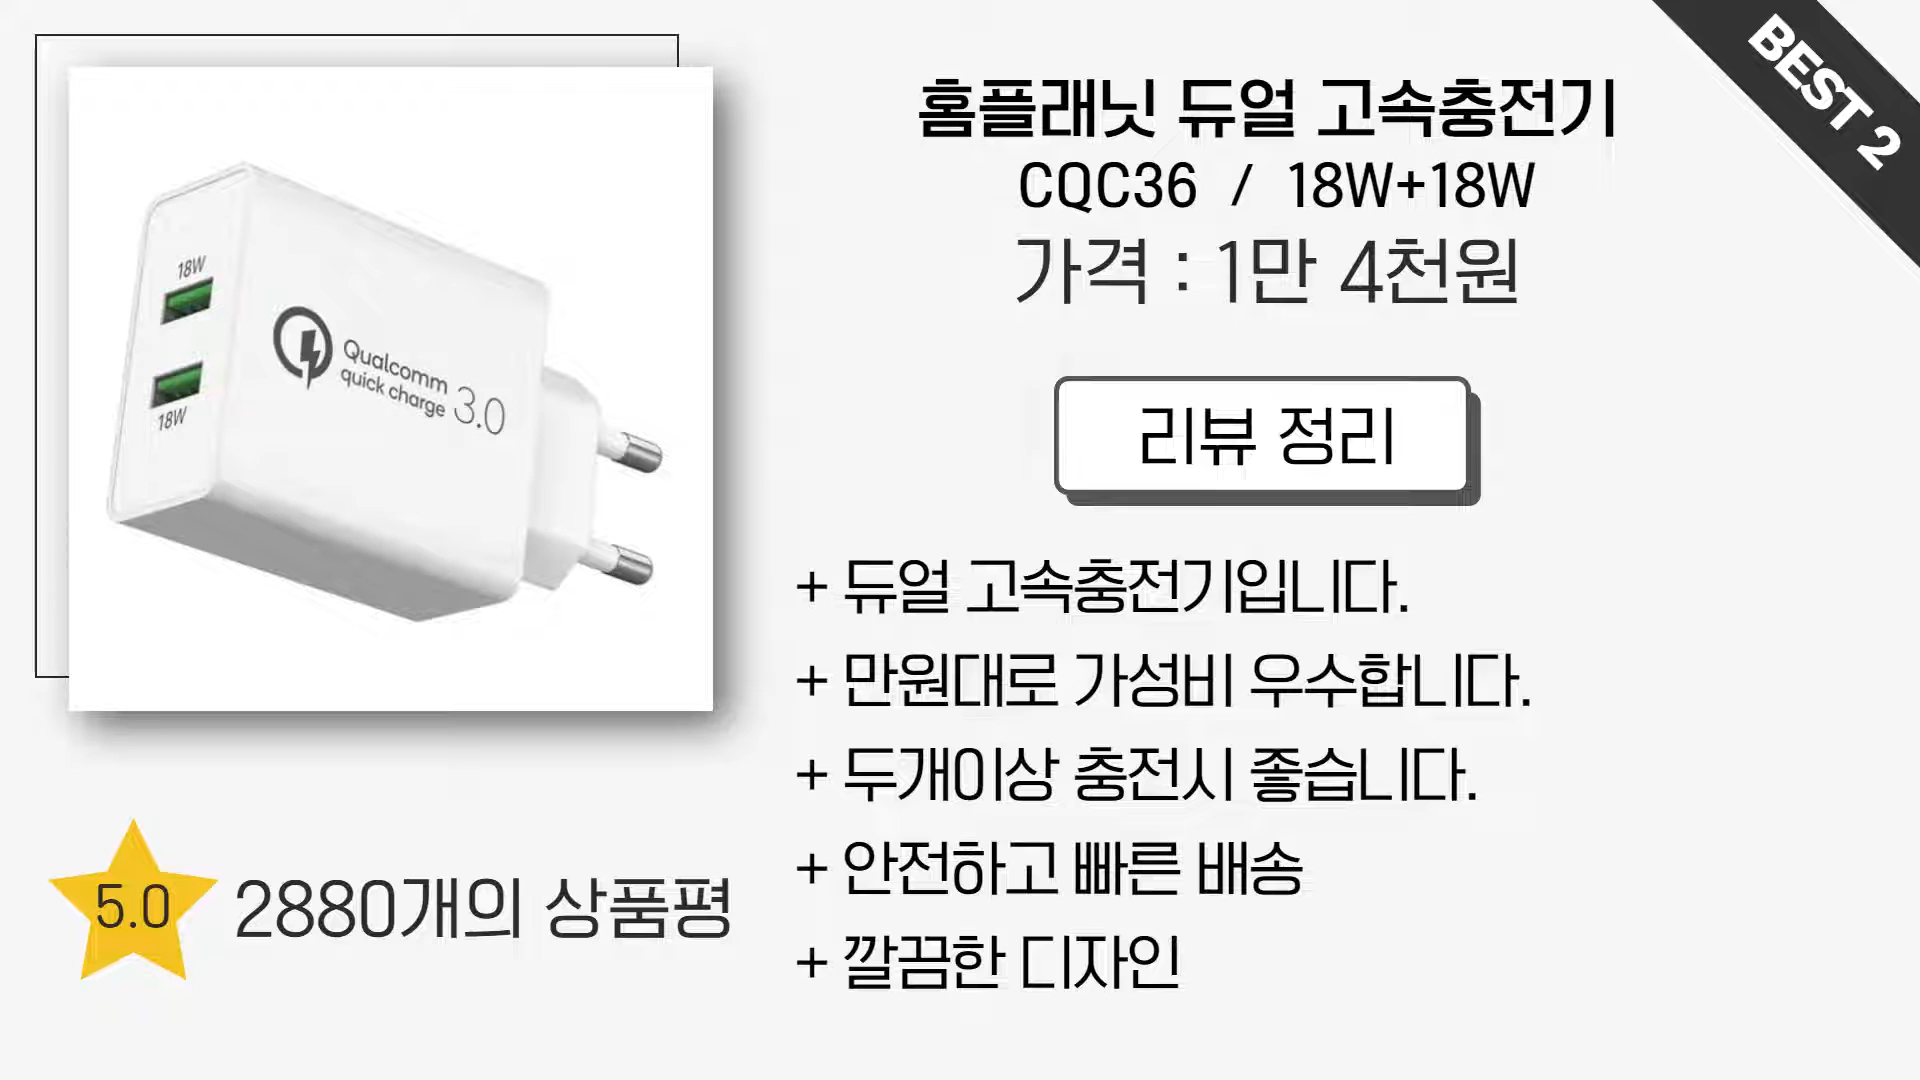 BEST 2
홈플래닛 듀얼 고속충전기
CQC36 / 18W+18W
가격 : 1만 4천원
18W
Qualcomm
quick charge 3.0
18W
리뷰 정리
+ 듀얼 고속충전기입니다.
+ 만원대로 가성비 우수합니다.
+ 두개이상 충전시 좋습니다.
+ 안전하고 빠른 배송
+ 깔끔한 디자인
5.0 2880개의 상품평